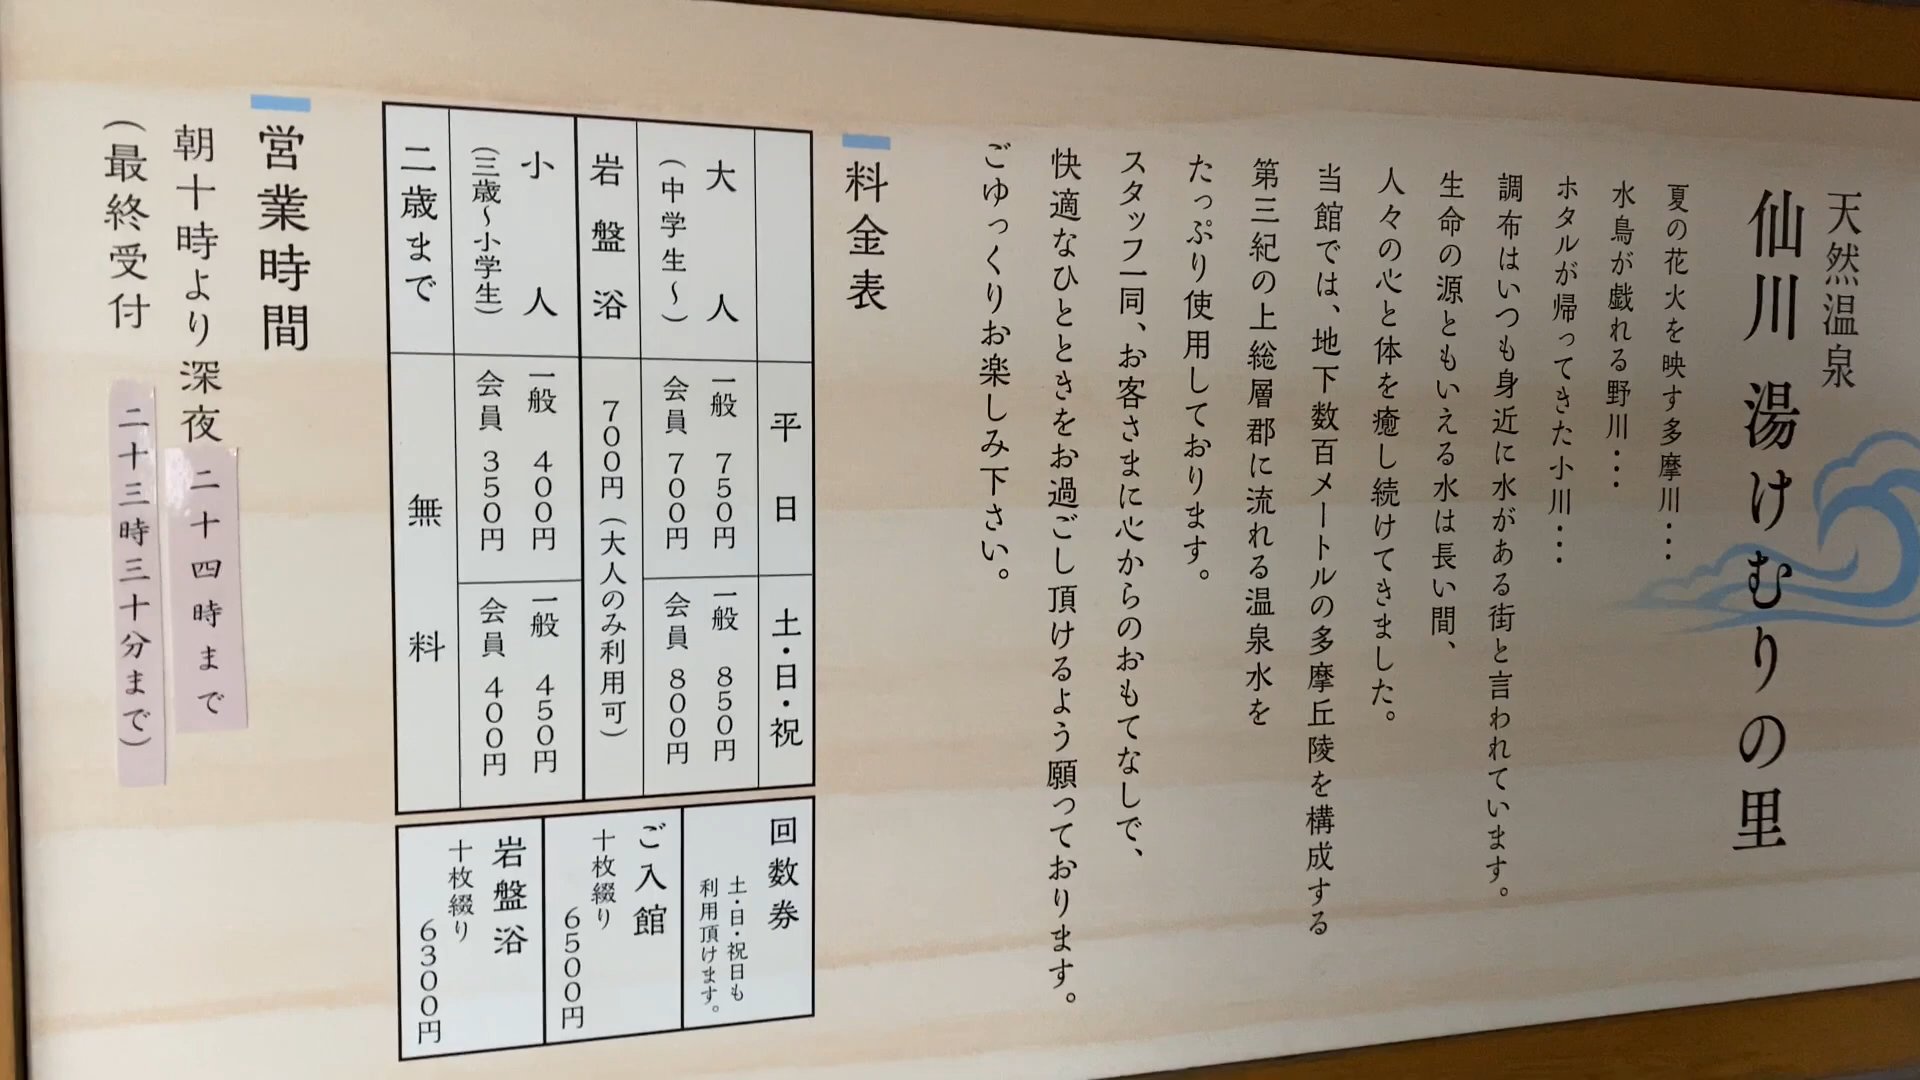 天然温泉
仙川 湯けむりの里
夏の花火を映す多摩川・・・
水鳥が戯れる野川・・・
ホタルが帰ってきた小川・・・
調布はいつも身近に水がある街と言われています。
生命の源ともいえる水は長い間、
人々の心と体を癒し続けてきました。
当館では、地下数百メートルの多摩丘陵を構成する
第三紀の上総層郡に流れる温泉水を
たっぷり使用しております。
スタッフ一同、お客さまに心からのおもてなしで、
快適なひとときをお過ごし頂けるよう願っております。
ごゆっくりお楽しみ下さい。
料金表
平日
土・日・祝
大人
(中学生〜)
一般 750円
会員 700円
一般 850円
会員 800円
岩盤浴
700円(大人のみ利用可)
小人
(三歳〜小学生)
一般 400円
会員 350円
一般 450円
会員 400円
二歳まで
無料
回数券
土・日・祝日も
利用頂けます。
ご入館
十枚綴り
6500円
岩盤浴
十枚綴り
6300円
営業時間
朝十時より深夜二十四時まで
(最終受付 二十三時三十分まで)